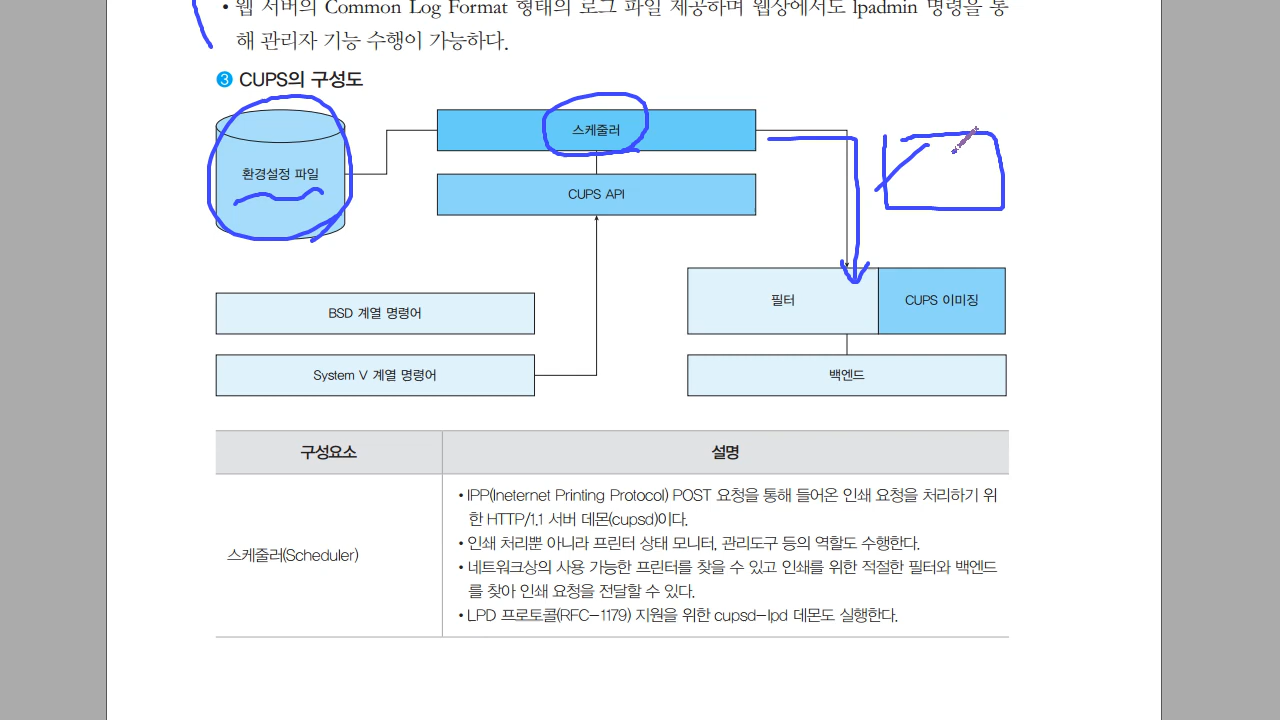 • 웹 서버의 Common Log Format 형태의 로그 파일 제공하며 웹상에서도 lpadmin 명령을 통
해 관리자 기능 수행이 가능하다.
3 CUPS의 구성도
스케줄러
환경설정 파일
CUPS API
필터
CUPS 이미징
BSD 계열 명령어
System V 계열 명령어
백엔드
구성요소 설명
스케줄러(Scheduler)
• IPP(Ineternet Printing Protocol) POST 요청을 통해 들어온 인쇄 요청을 처리하기 위
한 HTTP/1.1 서버 데몬(cupsd)이다.
• 인쇄 처리뿐 아니라 프린터 상태 모니터, 관리도구 등의 역할도 수행한다.
• 네트워크상의 사용 가능한 프린터를 찾을 수 있고 인쇄를 위한 적절한 필터와 백엔드
를 찾아 인쇄 요청을 전달할 수 있다.
• LPD 프로토콜(RFC-1179) 지원을 위한 cupsd-lpd 데몬도 실행한다.